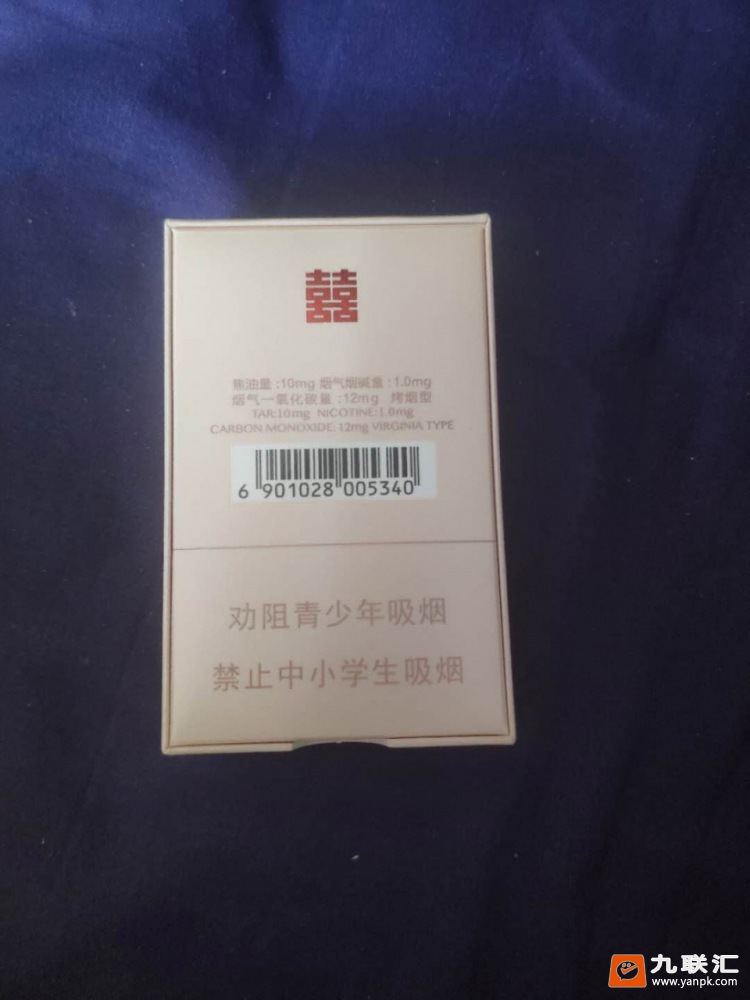 囍
焦油量:10mg 烟气烟碱量:1.0mg
烟气一氧化碳量:12mg 烤烟型
TAR:10mg NICOTINE:1.0mg
CARBON MONOXIDE:12mg VIRGINIA TYPE
6 901028 005340
劝阻青少年吸烟
禁止中小学生吸烟
九联汇
www.yanpk.com